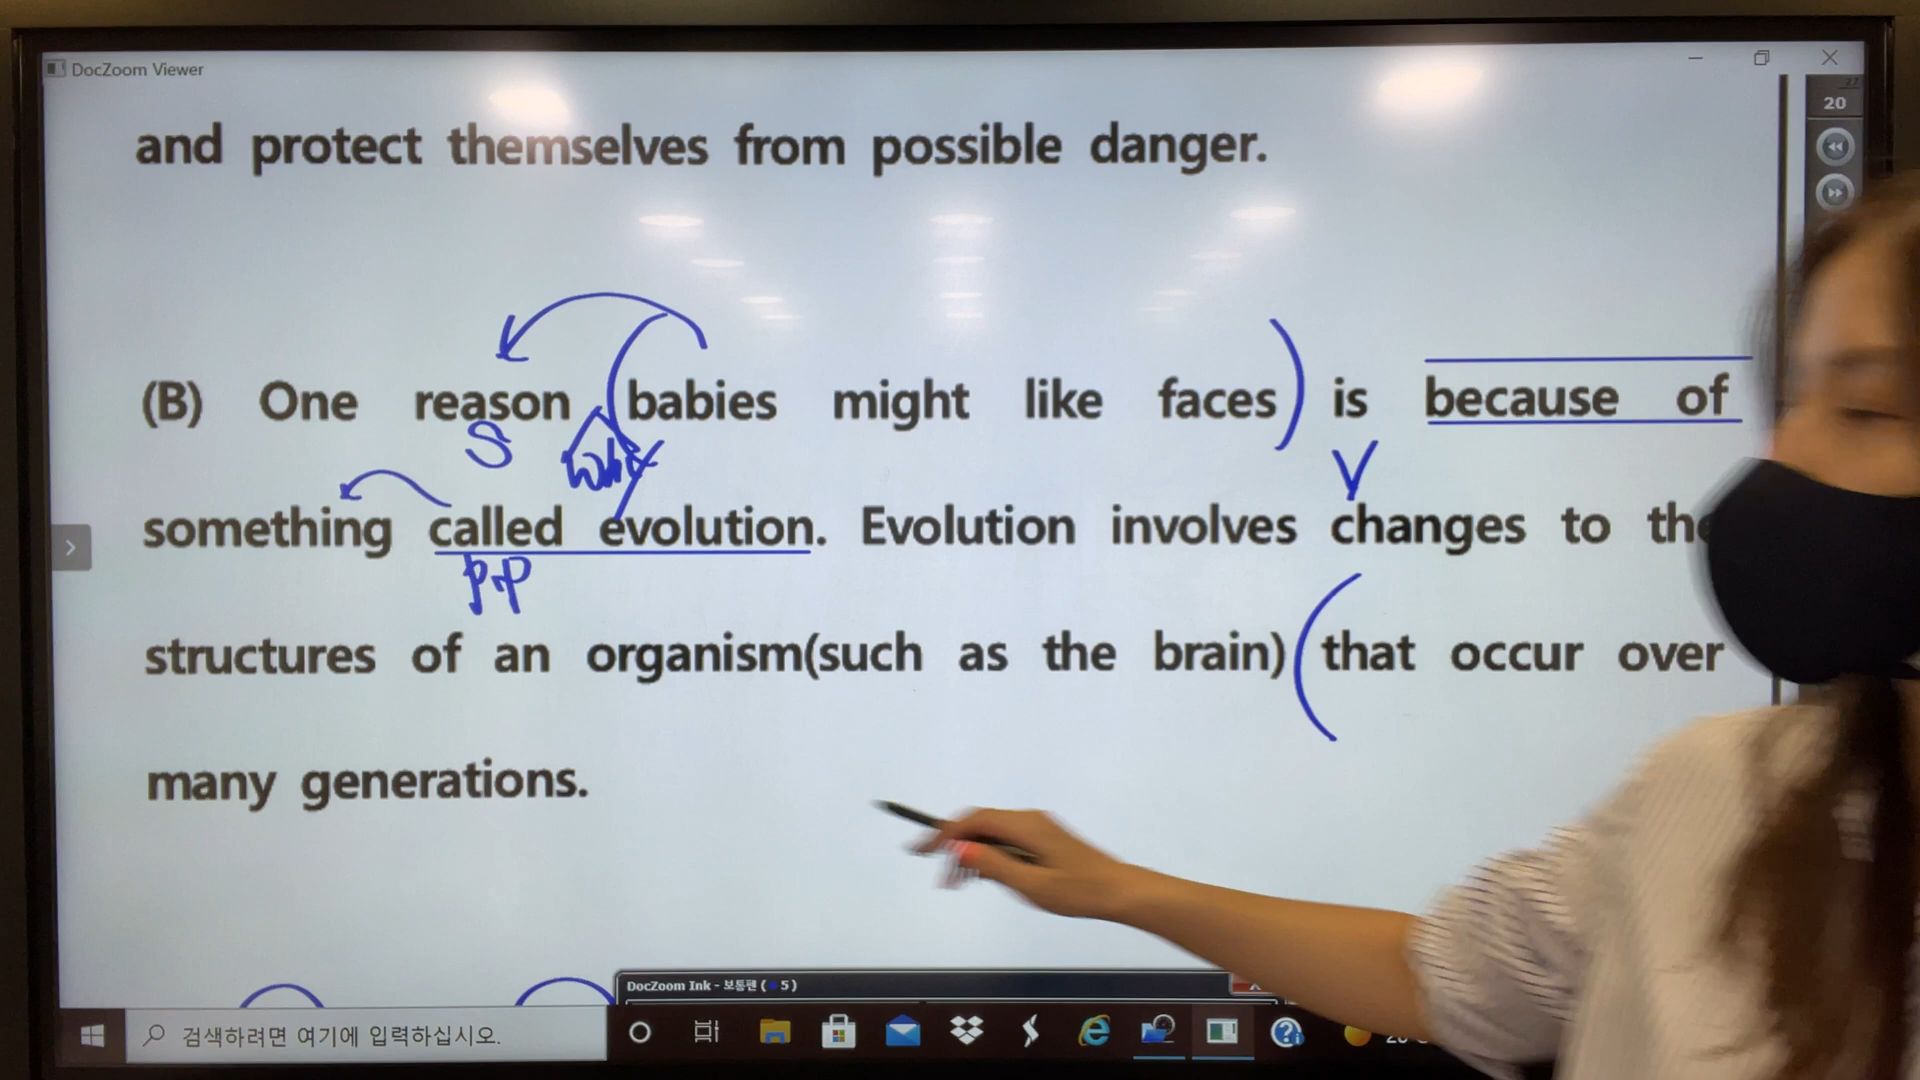 DocZoom Viewer
20
and protect themselves from possible danger.
(B) One reason (babies might like faces) is because of
S
why
V
something called evolution. Evolution involves changes to the
p.p
structures of an organism(such as the brain) (that occur over
many generations.
DocZoom Ink - 보통펜 ( 5 )
검색하려면 여기에 입력하십시오.